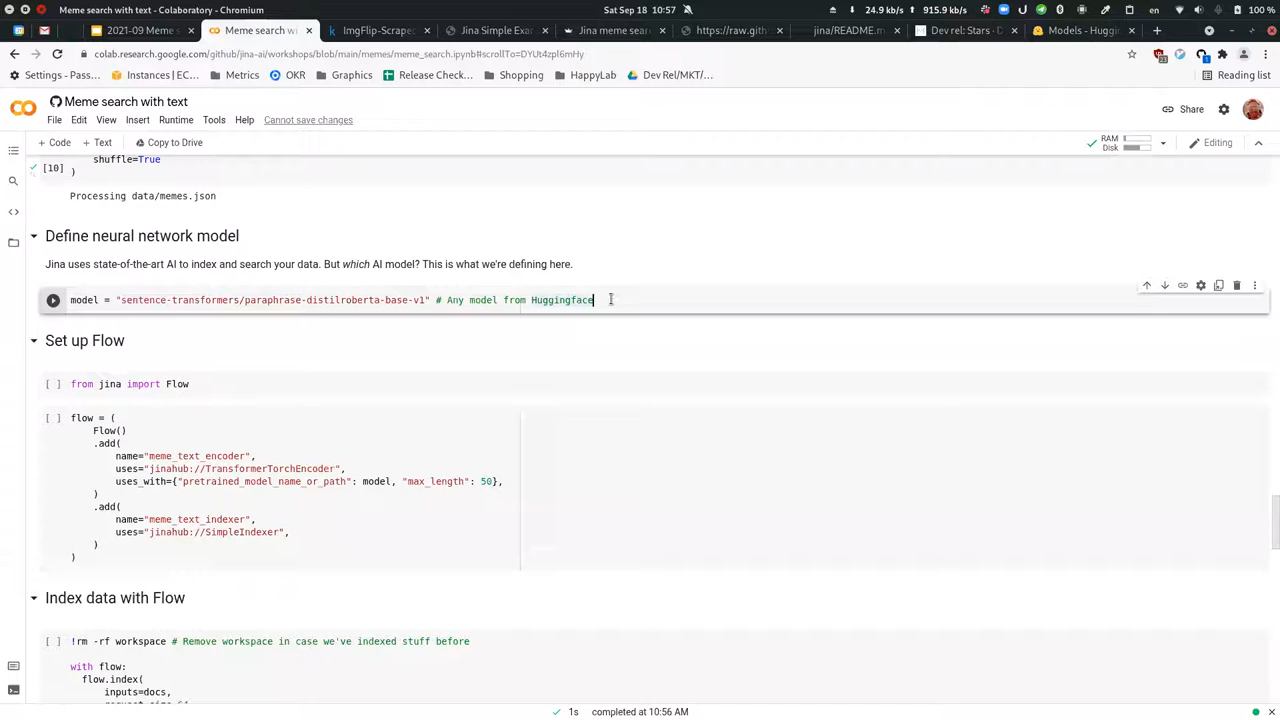 Meme search with text - Colaboratory - Chromium
Sat Sep 18 10:57
24.9 kB/s
915.9 kB/s
100 %
2021-09 Meme s
Meme search with
ImgFlip-Scrape
Jina Simple Exam
Jina meme searc
https://raw.gith
jina/README.m
Dev rel: Stars - D
Models - Huggin
colab.research.google.com/github/jina-ai/workshops/blob/main/memes/meme_search.ipynb#scrollTo=DYUt4zpl6mHy
Settings - Pass...
Instances | EC...
Metrics
OKR
Graphics
Release Check...
Shopping
HappyLab
Dev Rel/MKT/...
Reading list
Meme search with text
Share
File Edit View Insert Runtime Tools Help Cannot save changes
+ Code + Text Copy to Drive
RAM
Disk
Editing
shuffle=True
[10] )
Processing data/memes.json
Define neural network model
Jina uses state-of-the-art AI to index and search your data. But which AI model? This is what we're defining here.
model = "sentence-transformers/paraphrase-distilroberta-base-v1" # Any model from Huggingface
Set up Flow
[ ] from jina import Flow
[ ] flow = (
Flow()
.add(
name="meme_text_encoder",
uses="jinahub://TransformerTorchEncoder",
uses_with={"pretrained_model_name_or_path": model, "max_length": 50},
)
.add(
name="meme_text_indexer",
uses="jinahub://SimpleIndexer",
)
)
Index data with Flow
[ ] !rm -rf workspace # Remove workspace in case we've indexed stuff before
with flow:
flow.index(
inputs=docs,
1s completed at 10:56 AM